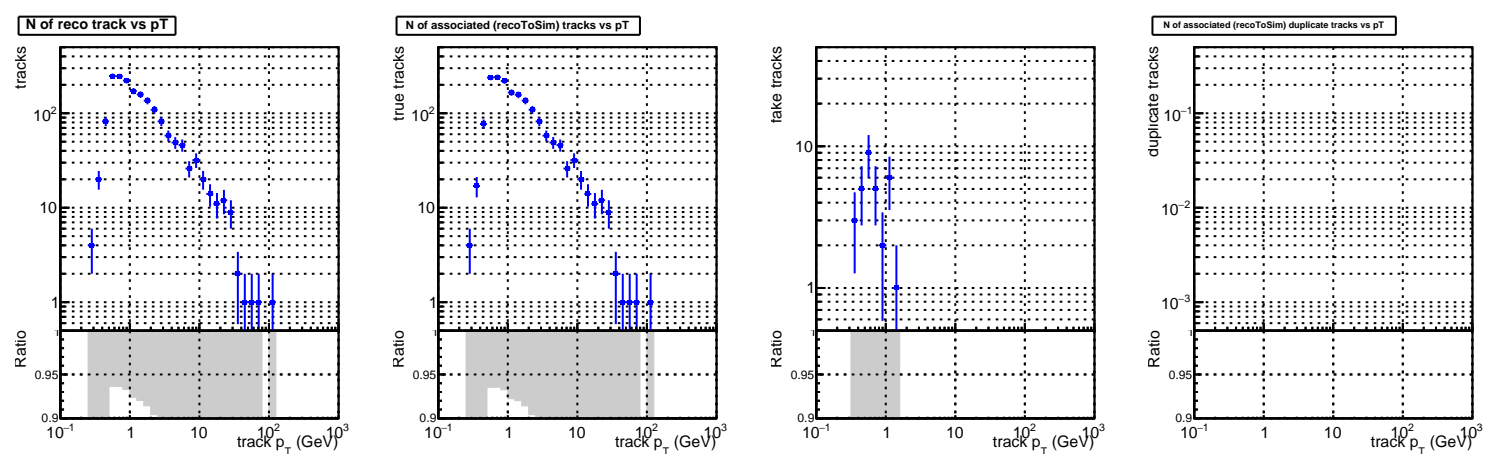 N of reco track vs pT
tracks
10²
10
1
Ratio
1
0.95
0.9
10⁻¹ 1 10 10² 10³
track p_T (GeV)
N of associated (recoToSim) tracks vs pT
true tracks
10²
10
1
Ratio
1
0.95
0.9
10⁻¹ 1 10 10² 10³
track p_T (GeV)
fake tracks
10
1
Ratio
1
0.95
0.9
10⁻¹ 1 10 10² 10³
track p_T (GeV)
N of associated (recoToSim) duplicate tracks vs pT
duplicate tracks
10⁻¹
10⁻²
10⁻³
Ratio
1
0.95
0.9
10⁻¹ 1 10 10² 10³
track p_T (GeV)